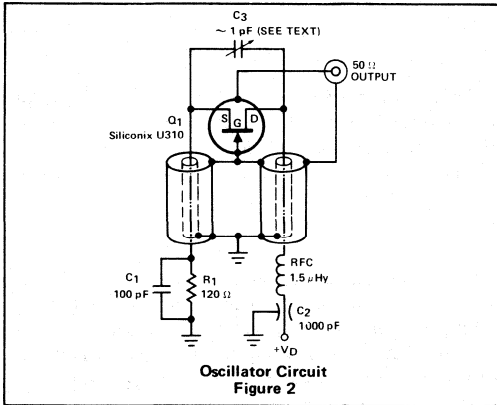 C3
~ 1 pF (SEE TEXT)
50 Ω
OUTPUT
Q1
Siliconix U310
S G D
C1
100 pF
R1
120 Ω
RFC
1.5 μHy
C2
1000 pF
+VD
Oscillator Circuit
Figure 2